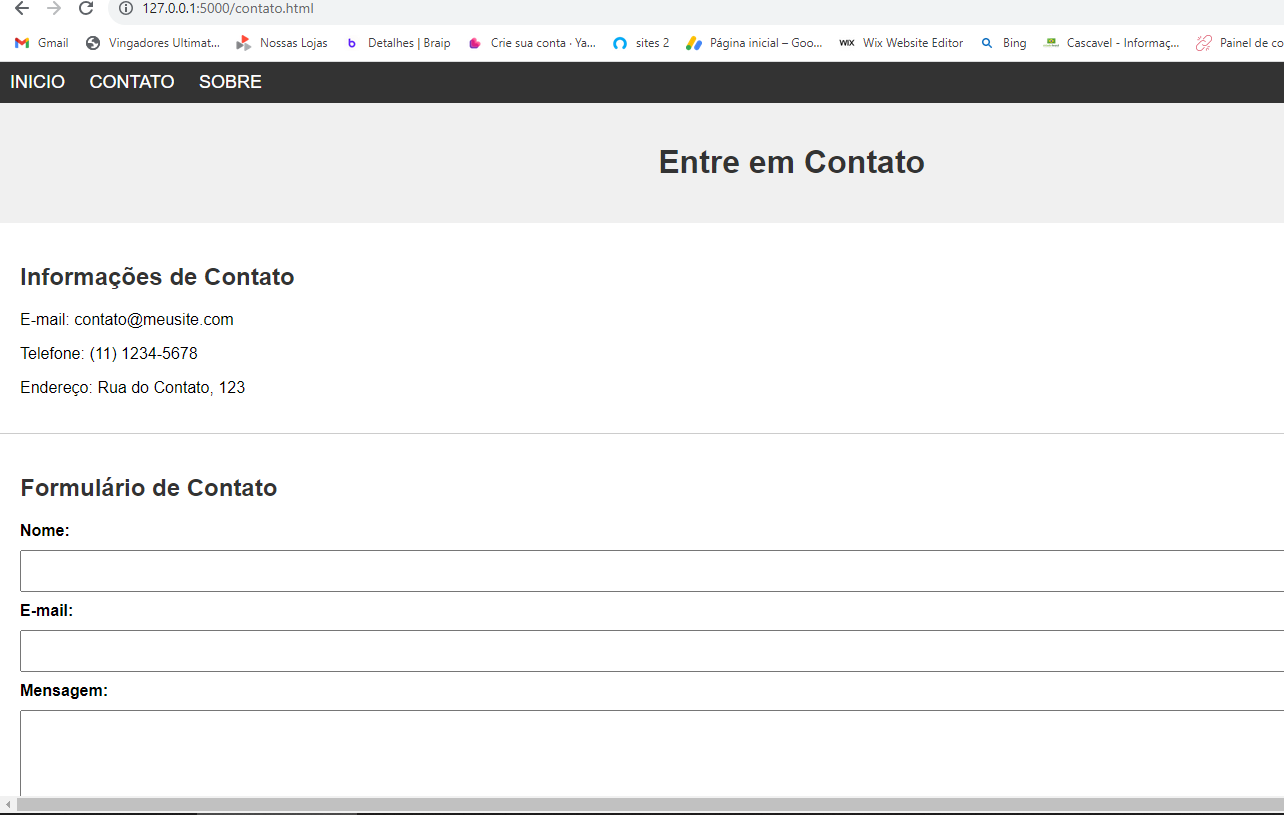 127.0.0.1:5000/contato.html
Gmail Vingadores Ultimat... Nossas Lojas b Detalhes | Braip Crie sua conta · Ya... sites 2 Página inicial – Goo... WIX Wix Website Editor Bing Cascavel - Informaç... Painel de co
INICIO CONTATO SOBRE
Entre em Contato
Informações de Contato
E-mail: contato@meusite.com
Telefone: (11) 1234-5678
Endereço: Rua do Contato, 123
Formulário de Contato
Nome:
E-mail:
Mensagem: